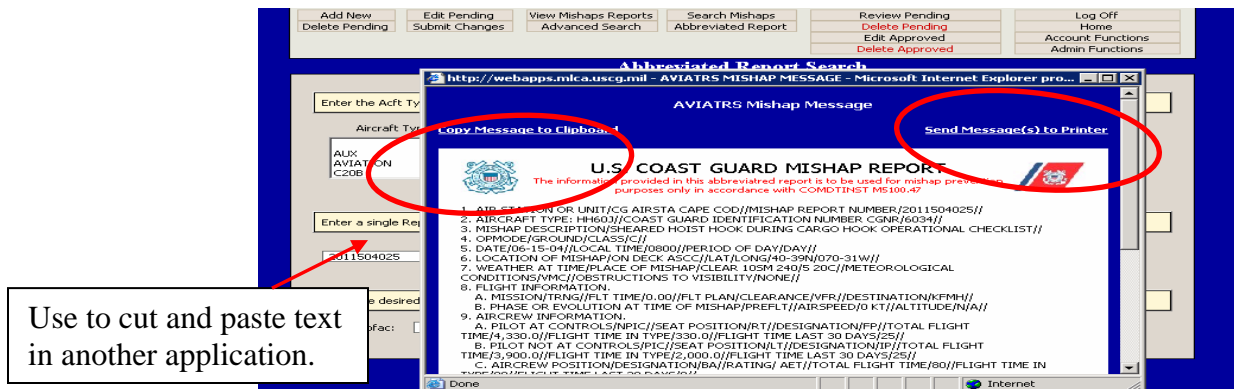 Add New Edit Pending View Mishaps Reports Search Mishaps Review Pending Log Off
Delete Pending Submit Changes Advanced Search Abbreviated Report Delete Pending Home
Edit Approved Account Functions
Delete Approved Admin Functions
Abbreviated Report Search
http://webapps.mlca.uscg.mil - AVIATRS MISHAP MESSAGE - Microsoft Internet Explorer pro...
Enter the Acft Ty
AVIATRS Mishap Message
Aircraft Typ
Copy Message to Clipboard Send Message(s) to Printer
AUX
AVIATION
C20B
U.S. COAST GUARD MISHAP REPORT
The information provided in this abbreviatred report is to be used for mishap prevention
purposes only in accordance with COMDTINST M5100.47
1. AIR STATION OR UNIT/CG AIRSTA CAPE COD//MISHAP REPORT NUMBER/2011504025//
2. AIRCRAFT TYPE: HH60J//COAST GUARD IDENTIFICATION NUMBER CGNR/6034//
3. MISHAP DESCRIPTION/SHEARED HOIST HOOK DURING CARGO HOOK OPERATIONAL CHECKLIST//
4. OPMODE/GROUND/CLASS/C//
5. DATE/06-15-04//LOCAL TIME/0800//PERIOD OF DAY/DAY//
6. LOCATION OF MISHAP/ON DECK ASCC//LAT/LONG/40-39N/070-31W//
7. WEATHER AT TIME/PLACE OF MISHAP/CLEAR 10SM 240/5 20C//METEOROLOGICAL
CONDITIONS/VMC//OBSTRUCTIONS TO VISIBILITY/NONE//
8. FLIGHT INFORMATION.
A. MISSION/TRNG//FLT TIME/0.00//FLT PLAN/CLEARANCE/VFR//DESTINATION/KFMH//
B. PHASE OR EVOLUTION AT TIME OF MISHAP/PREFLT//AIRSPEED/0 KT//ALTITUDE/N/A//
9. AIRCREW INFORMATION.
A. PILOT AT CONTROLS/NPIC//SEAT POSITION/RT//DESIGNATION/FP//TOTAL FLIGHT
TIME/4,330.0//FLIGHT TIME IN TYPE/330.0//FLIGHT TIME LAST 30 DAYS/25//
B. PILOT NOT AT CONTROLS/PIC//SEAT POSITION/LT//DESIGNATION/IP//TOTAL FLIGHT
TIME/3,900.0//FLIGHT TIME IN TYPE/2,000.0//FLIGHT TIME LAST 30 DAYS/25//
C. AIRCREW POSITION/DESIGNATION/BA//RATING/ AET//TOTAL FLIGHT TIME/80//FLIGHT TIME IN
Enter a single Rep
2011504025
desired
ofac:
Use to cut and paste text
in another application.
Done Internet